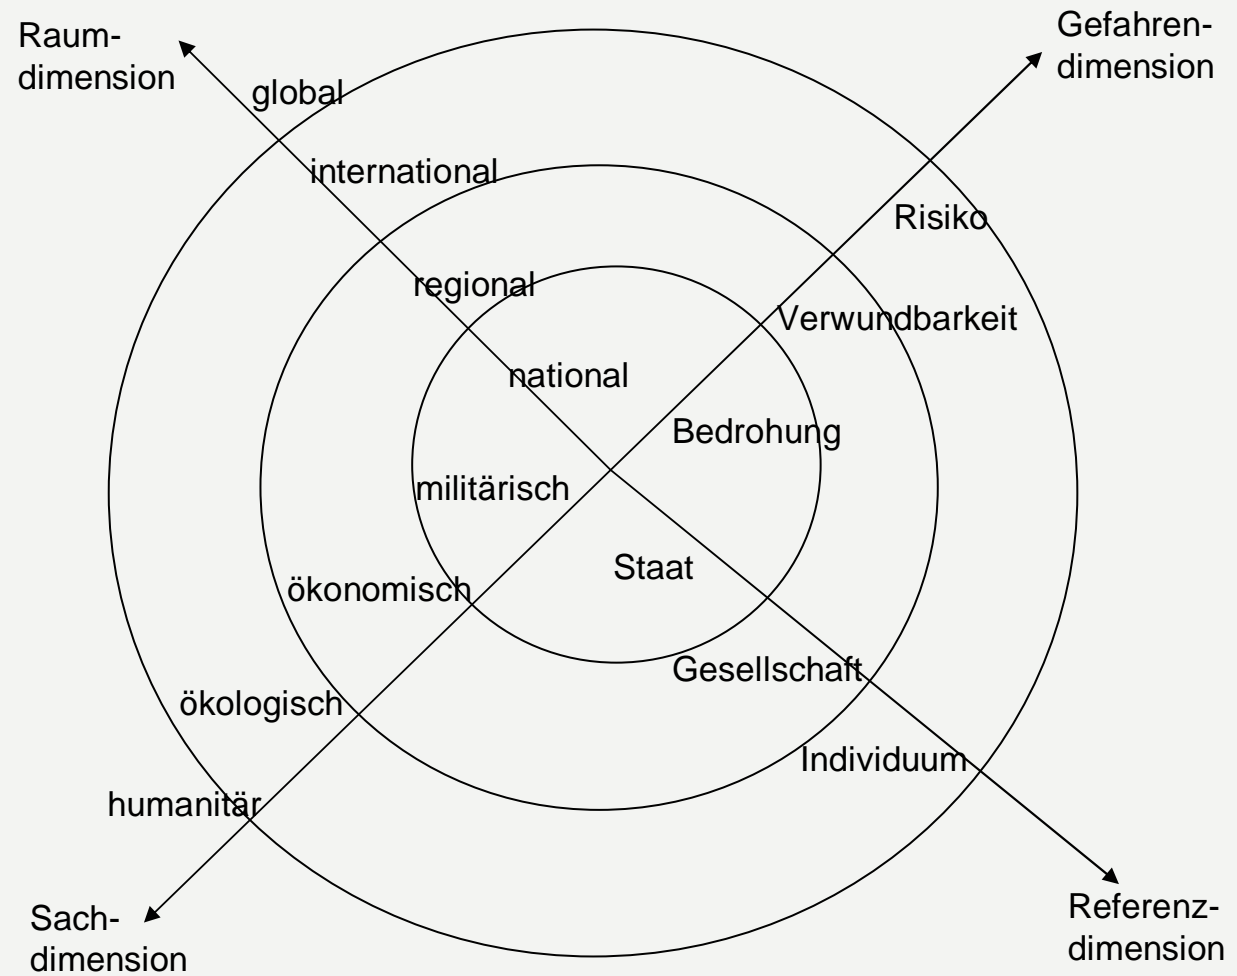 Raum-
dimension
Gefahren-
dimension
global
international
Risiko
regional
Verwundbarkeit
national
Bedrohung
militärisch
Staat
ökonomisch
Gesellschaft
ökologisch
Individuum
humanitär
Sach-
dimension
Referenz-
dimension